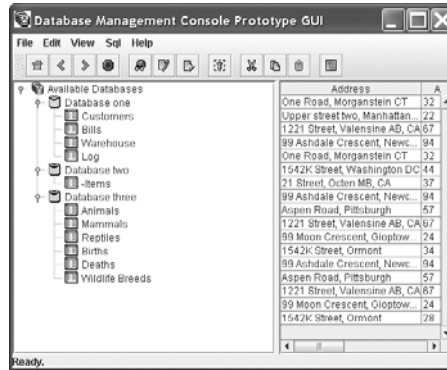 Database Management Console Prototype GUI
File Edit View Sql Help
Available Databases
Database one
Customers
Bills
Warehouse
Log
Database two
-Items
Database three
Animals
Mammals
Reptiles
Births
Deaths
Wildlife Breeds
Address A
One Road, Morganstein CT 32
Upper street two, Manhattan... 22
1221 Street, Valensine AB, CA 67
99 Ashdale Crescent, Newc... 94
One Road, Morganstein CT 32
1542K Street, Washington DC 44
21 Street, Octen MB, CA 37
99 Ashdale Crescent, Newc... 94
Aspen Road, Pittsburgh 57
1221 Street, Valensine AB, CA 67
99 Moon Crescent, Gioptow... 24
1542K Street, Ormont 34
99 Ashdale Crescent, Newc... 94
Aspen Road, Pittsburgh 57
1221 Street, Valensine AB, CA 67
99 Moon Crescent, Gioptow... 24
1542K Street, Ormont 28
Ready.